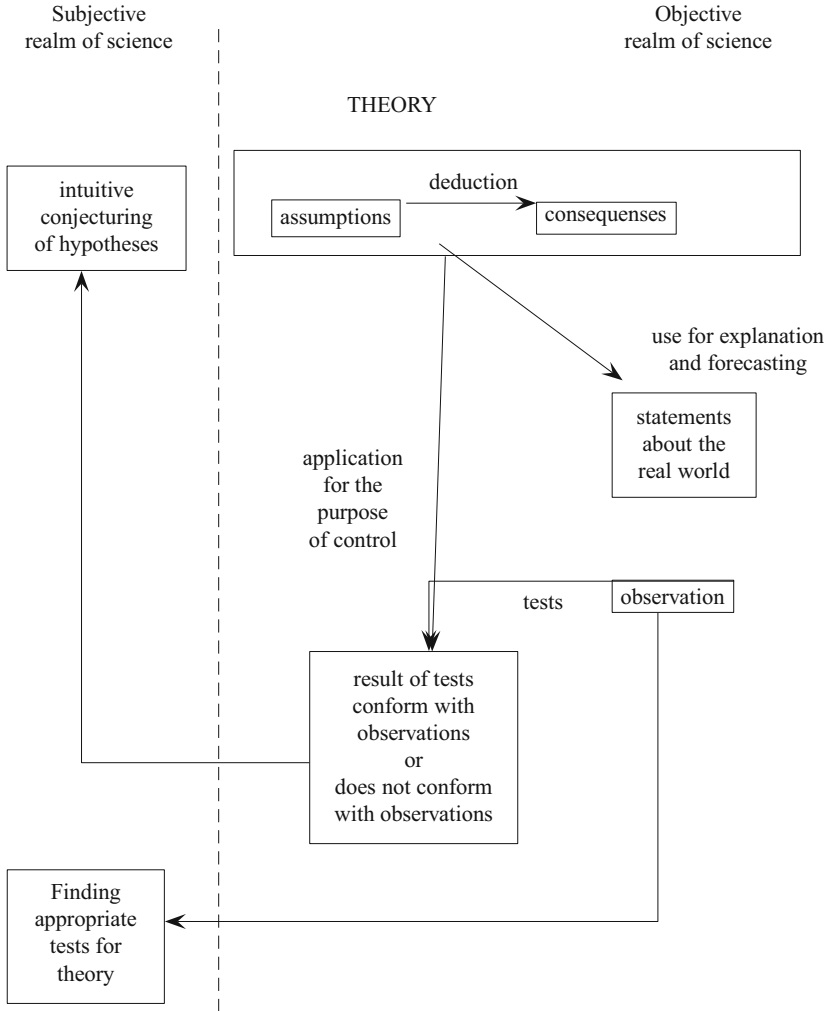 Subjective
realm of science
Objective
realm of science
THEORY
intuitive
conjecturing
of hypotheses
deduction
assumptions
consequenses
use for explanation
and forecasting
statements
about the
real world
application
for the
purpose
of control
tests
observation
result of tests
conform with
observations
or
does not conform
with observations
Finding
appropriate
tests for
theory